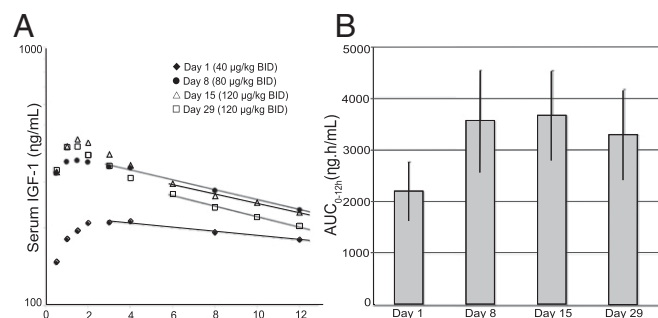 A
1000
Day 1 (40 µg/kg BID)
Day 8 (80 µg/kg BID)
Day 15 (120 µg/kg BID)
Day 29 (120 µg/kg BID)
Serum IGF-1 (ng/mL)
100
0 2 4 6 8 10 12
B
5000
4000
3000
2000
1000
0
AUC0-12h(ng.h/mL)
Day 1 Day 8 Day 15 Day 29